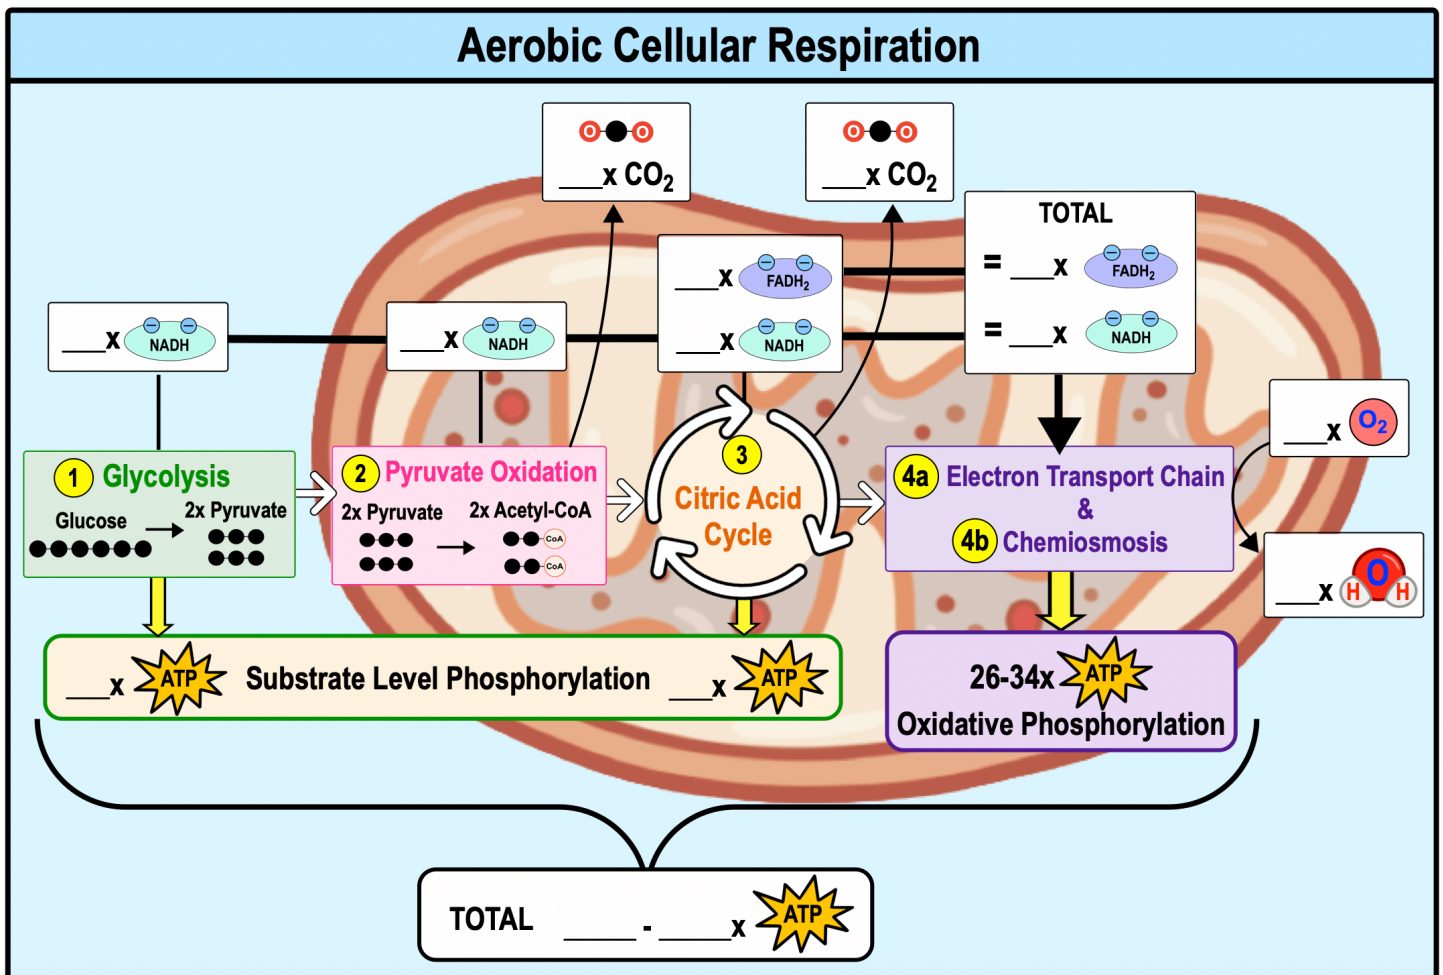 Aerobic Cellular Respiration
O O
___x CO₂
O O
___x CO₂
TOTAL
= ___x FADH₂
= ___x NADH
___x FADH₂
___x NADH
___x NADH
___x NADH
___x O₂
1 Glycolysis
Glucose
2x Pyruvate
2 Pyruvate Oxidation
2x Pyruvate
2x Acetyl-CoA
CoA
CoA
3
Citric Acid
Cycle
4a Electron Transport Chain
&
4b Chemiosmosis
___x H O H
___x ATP
Substrate Level Phosphorylation
___x ATP
26-34x ATP
Oxidative Phosphorylation
TOTAL _____ - _____x ATP